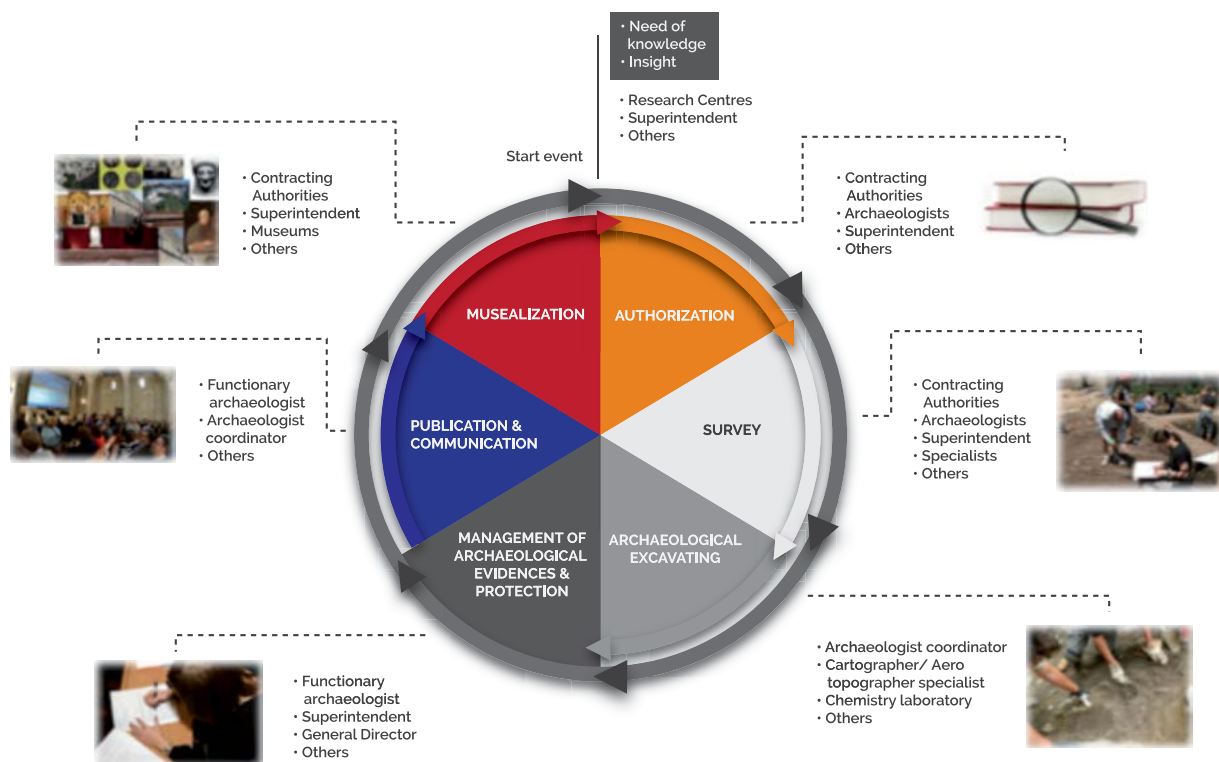 • Need of
knowledge
• Insight
• Research Centres
• Superintendent
• Others
Start event
• Contracting
Authorities
• Superintendent
• Museums
• Others
• Contracting
Authorities
• Archaeologists
• Superintendent
• Others
MUSEALIZATION
AUTHORIZATION
• Functionary
archaeologist
• Archaeologist
coordinator
• Others
PUBLICATION &
COMMUNICATION
SURVEY
• Contracting
Authorities
• Archaeologists
• Superintendent
• Specialists
• Others
MANAGEMENT OF
ARCHAEOLOGICAL
EVIDENCES &
PROTECTION
ARCHAEOLOGICAL
EXCAVATING
• Functionary
archaeologist
• Superintendent
• General Director
• Others
• Archaeologist coordinator
• Cartographer/ Aero
topographer specialist
• Chemistry laboratory
• Others